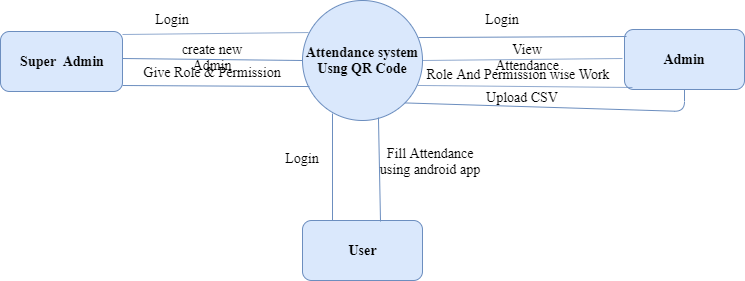 Login
Login
Super  Admin
create new
Admin
Give Role & Permission
Attendance system
Usng QR Code
View
Attendance
Role And Permission wise Work
Upload CSV
Admin
Login
Fill Attendance
using android app
User